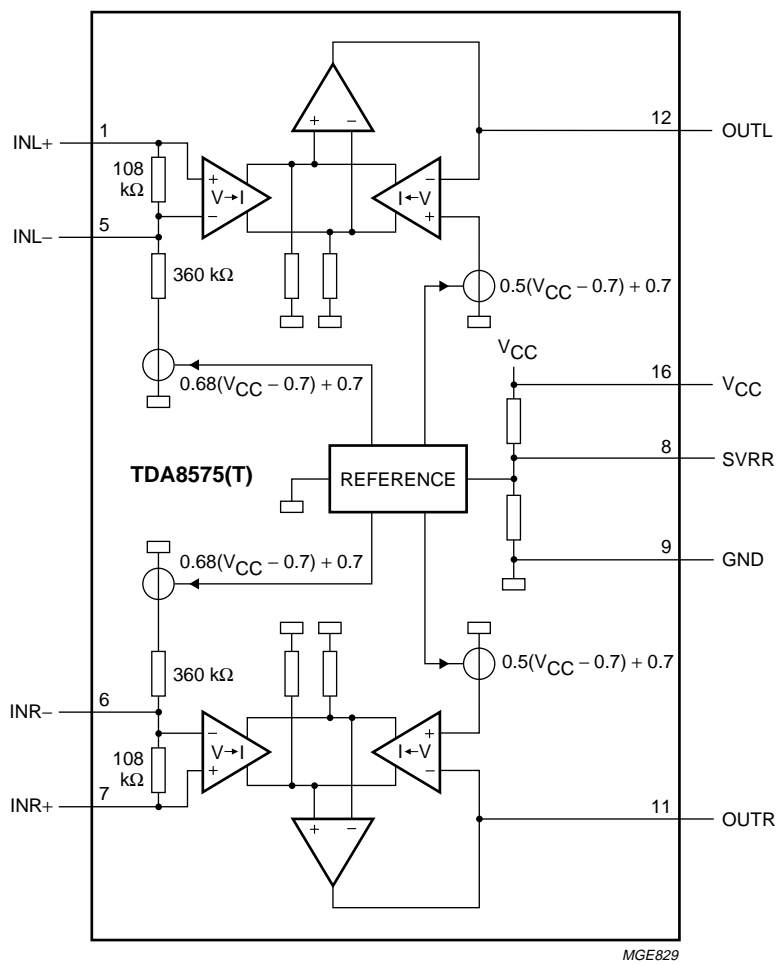 12 OUTL
INL+ 1
+ −
108 kΩ
+ V→I −
− I←V +
INL− 5
360 kΩ
0.5(VCC − 0.7) + 0.7
VCC
0.68(VCC − 0.7) + 0.7
16 VCC
TDA8575(T)
REFERENCE
8 SVRR
9 GND
0.68(VCC − 0.7) + 0.7
0.5(VCC − 0.7) + 0.7
360 kΩ
INR− 6
− V→I +
+ I←V −
108 kΩ
INR+ 7
+ −
11 OUTR
MGE829